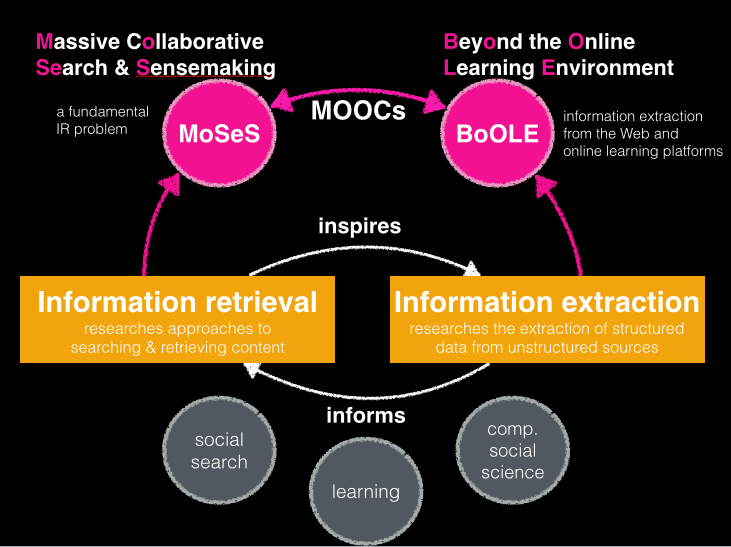 Massive Collaborative
Search & Sensemaking
Beyond the Online
Learning Environment
a fundamental
IR problem
MoSeS
MOOCs
BoOLE
information extraction
from the Web and
online learning platforms
inspires
Information retrieval
researches approaches to
searching & retrieving content
Information extraction
researches the extraction of structured
data from unstructured sources
informs
social
search
learning
comp.
social
science